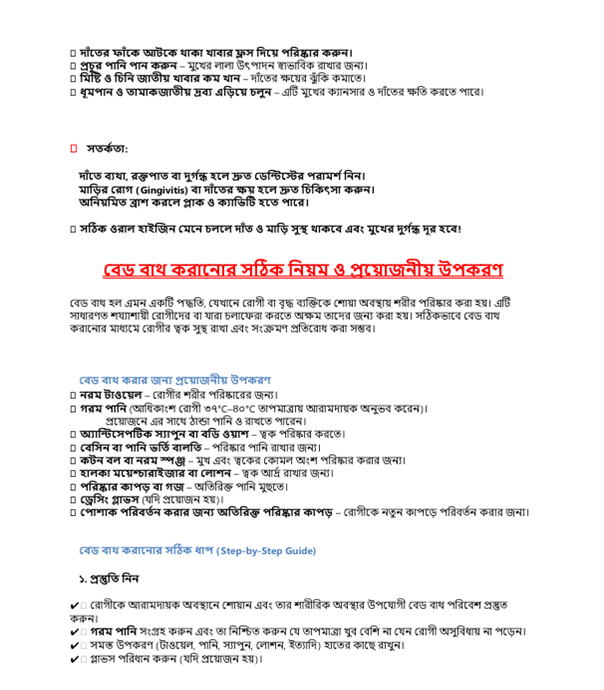 দাঁতের ফাঁকে আটকে থাকা খাবার ফ্লস দিয়ে পরিষ্কার করুন।
প্রচুর পানি পান করুন – মুখের লালা উৎপাদন স্বাভাবিক রাখার জন্য।
মিষ্টি ও চিনি জাতীয় খাবার কম খান – দাঁতের ক্ষয়ের ঝুঁকি কমাতে।
ধূমপান ও তামাকজাতীয় দ্রব্য এড়িয়ে চলুন – এটি মুখের ক্যানসার ও দাঁতের ক্ষতি করতে পারে।
সতর্কতা:
দাঁতে ব্যথা, রক্তপাত বা দুর্গন্ধ হলে দ্রুত ডেন্টিস্টের পরামর্শ নিন।
মাড়ির রোগ (Gingivitis) বা দাঁতের ক্ষয় হলে দ্রুত চিকিৎসা করুন।
অনিয়মিত ব্রাশ করলে প্লাক ও ক্যাভিটি হতে পারে।
সঠিক ওরাল হাইজিন মেনে চললে দাঁত ও মাড়ি সুস্থ থাকবে এবং মুখের দুর্গন্ধ দূর হবে!
বেড বাথ করানোর সঠিক নিয়ম ও প্রয়োজনীয় উপকরণ
বেড বাথ হল এমন একটি পদ্ধতি, যেখানে রোগী বা বৃদ্ধ ব্যক্তিকে শোয়া অবস্থায় শরীর পরিষ্কার করা হয়। এটি
সাধারণত শয্যাশায়ী রোগীদের বা যারা চলাফেরা করতে অক্ষম তাদের জন্য করা হয়। সঠিকভাবে বেড বাথ
করানোর মাধ্যমে রোগীর ত্বক সুস্থ রাখা এবং সংক্রমণ প্রতিরোধ করা সম্ভব।
বেড বাথ করার জন্য প্রয়োজনীয় উপকরণ
নরম টাওয়েল – রোগীর শরীর পরিষ্কারের জন্য।
গরম পানি (আধিকাংশ রোগী ৩৭°C–৪০°C তাপমাত্রায় আরামদায়ক অনুভব করেন)।
প্রয়োজনে এর সাথে ঠান্ডা পানি ও রাখতে পারেন।
অ্যান্টিসেপটিক স্যাপুন বা বডি ওয়াশ – ত্বক পরিষ্কার করতে।
বেসিন বা পানি ভর্তি বালতি – পরিষ্কার পানি রাখার জন্য।
কটন বল বা নরম স্পঞ্জ – মুখ এবং ত্বকের কোমল অংশ পরিষ্কার করার জন্য।
হালকা ময়েশ্চারাইজার বা লোশন – ত্বক আর্দ্র রাখার জন্য।
পরিষ্কার কাপড় বা গজ – অতিরিক্ত পানি মুছতে।
ড্রেসিং গ্লাভস (যদি প্রয়োজন হয়)।
পোশাক পরিবর্তন করার জন্য অতিরিক্ত পরিষ্কার কাপড় – রোগীকে নতুন কাপড়ে পরিবর্তন করার জন্য।
বেড বাথ করানোর সঠিক ধাপ (Step-by-Step Guide)
১. প্রস্তুতি নিন
✔ রোগীকে আরামদায়ক অবস্থানে শোয়ান এবং তার শারীরিক অবস্থার উপযোগী বেড বাথ পরিবেশ প্রস্তুত
করুন।
✔ গরম পানি সংগ্রহ করুন এবং তা নিশ্চিত করুন যে তাপমাত্রা খুব বেশি না যেন রোগী অসুবিধায় না পড়েন।
✔ সমস্ত উপকরণ (টাওয়েল, পানি, স্যাপুন, লোশন, ইত্যাদি) হাতের কাছে রাখুন।
✔ গ্লাভস পরিধান করুন (যদি প্রয়োজন হয়)।